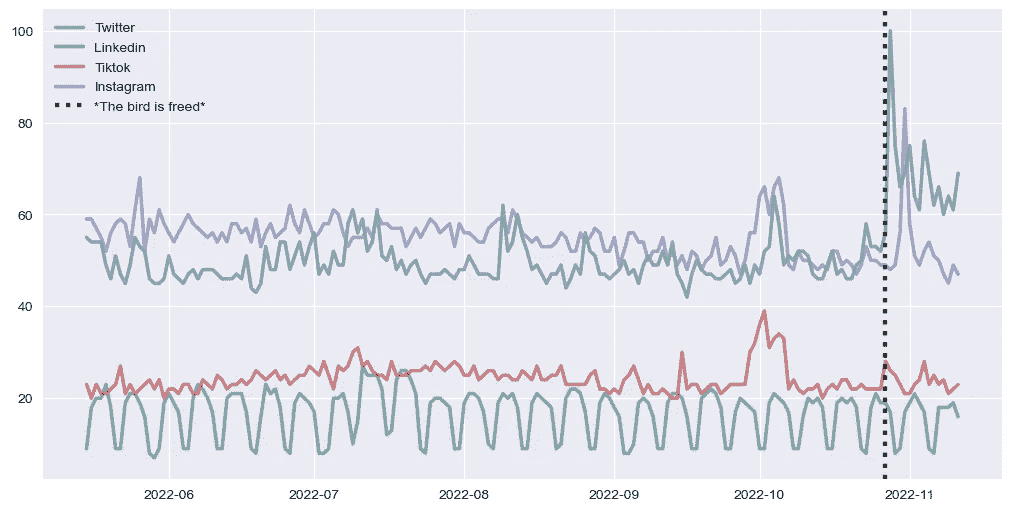 100
80
60
40
20
Twitter
Linkedin
Tiktok
Instagram
*The bird is freed*
2022-06 2022-07 2022-08 2022-09 2022-10 2022-11